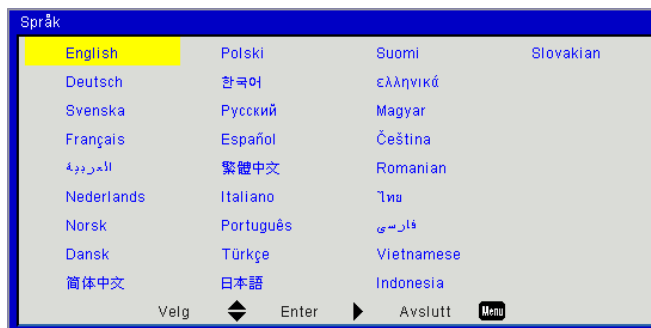 Språk
English Polski Suomi Slovakian
Deutsch 한국어 ελληνικά
Svenska Русский Magyar
Français Español Čeština
العربية 繁體中文 Romanian
Nederlands Italiano ไทย
Norsk Português فارسی
Dansk Türkçe Vietnamese
简体中文 日本語 Indonesia
Velg Enter Avslutt Menu